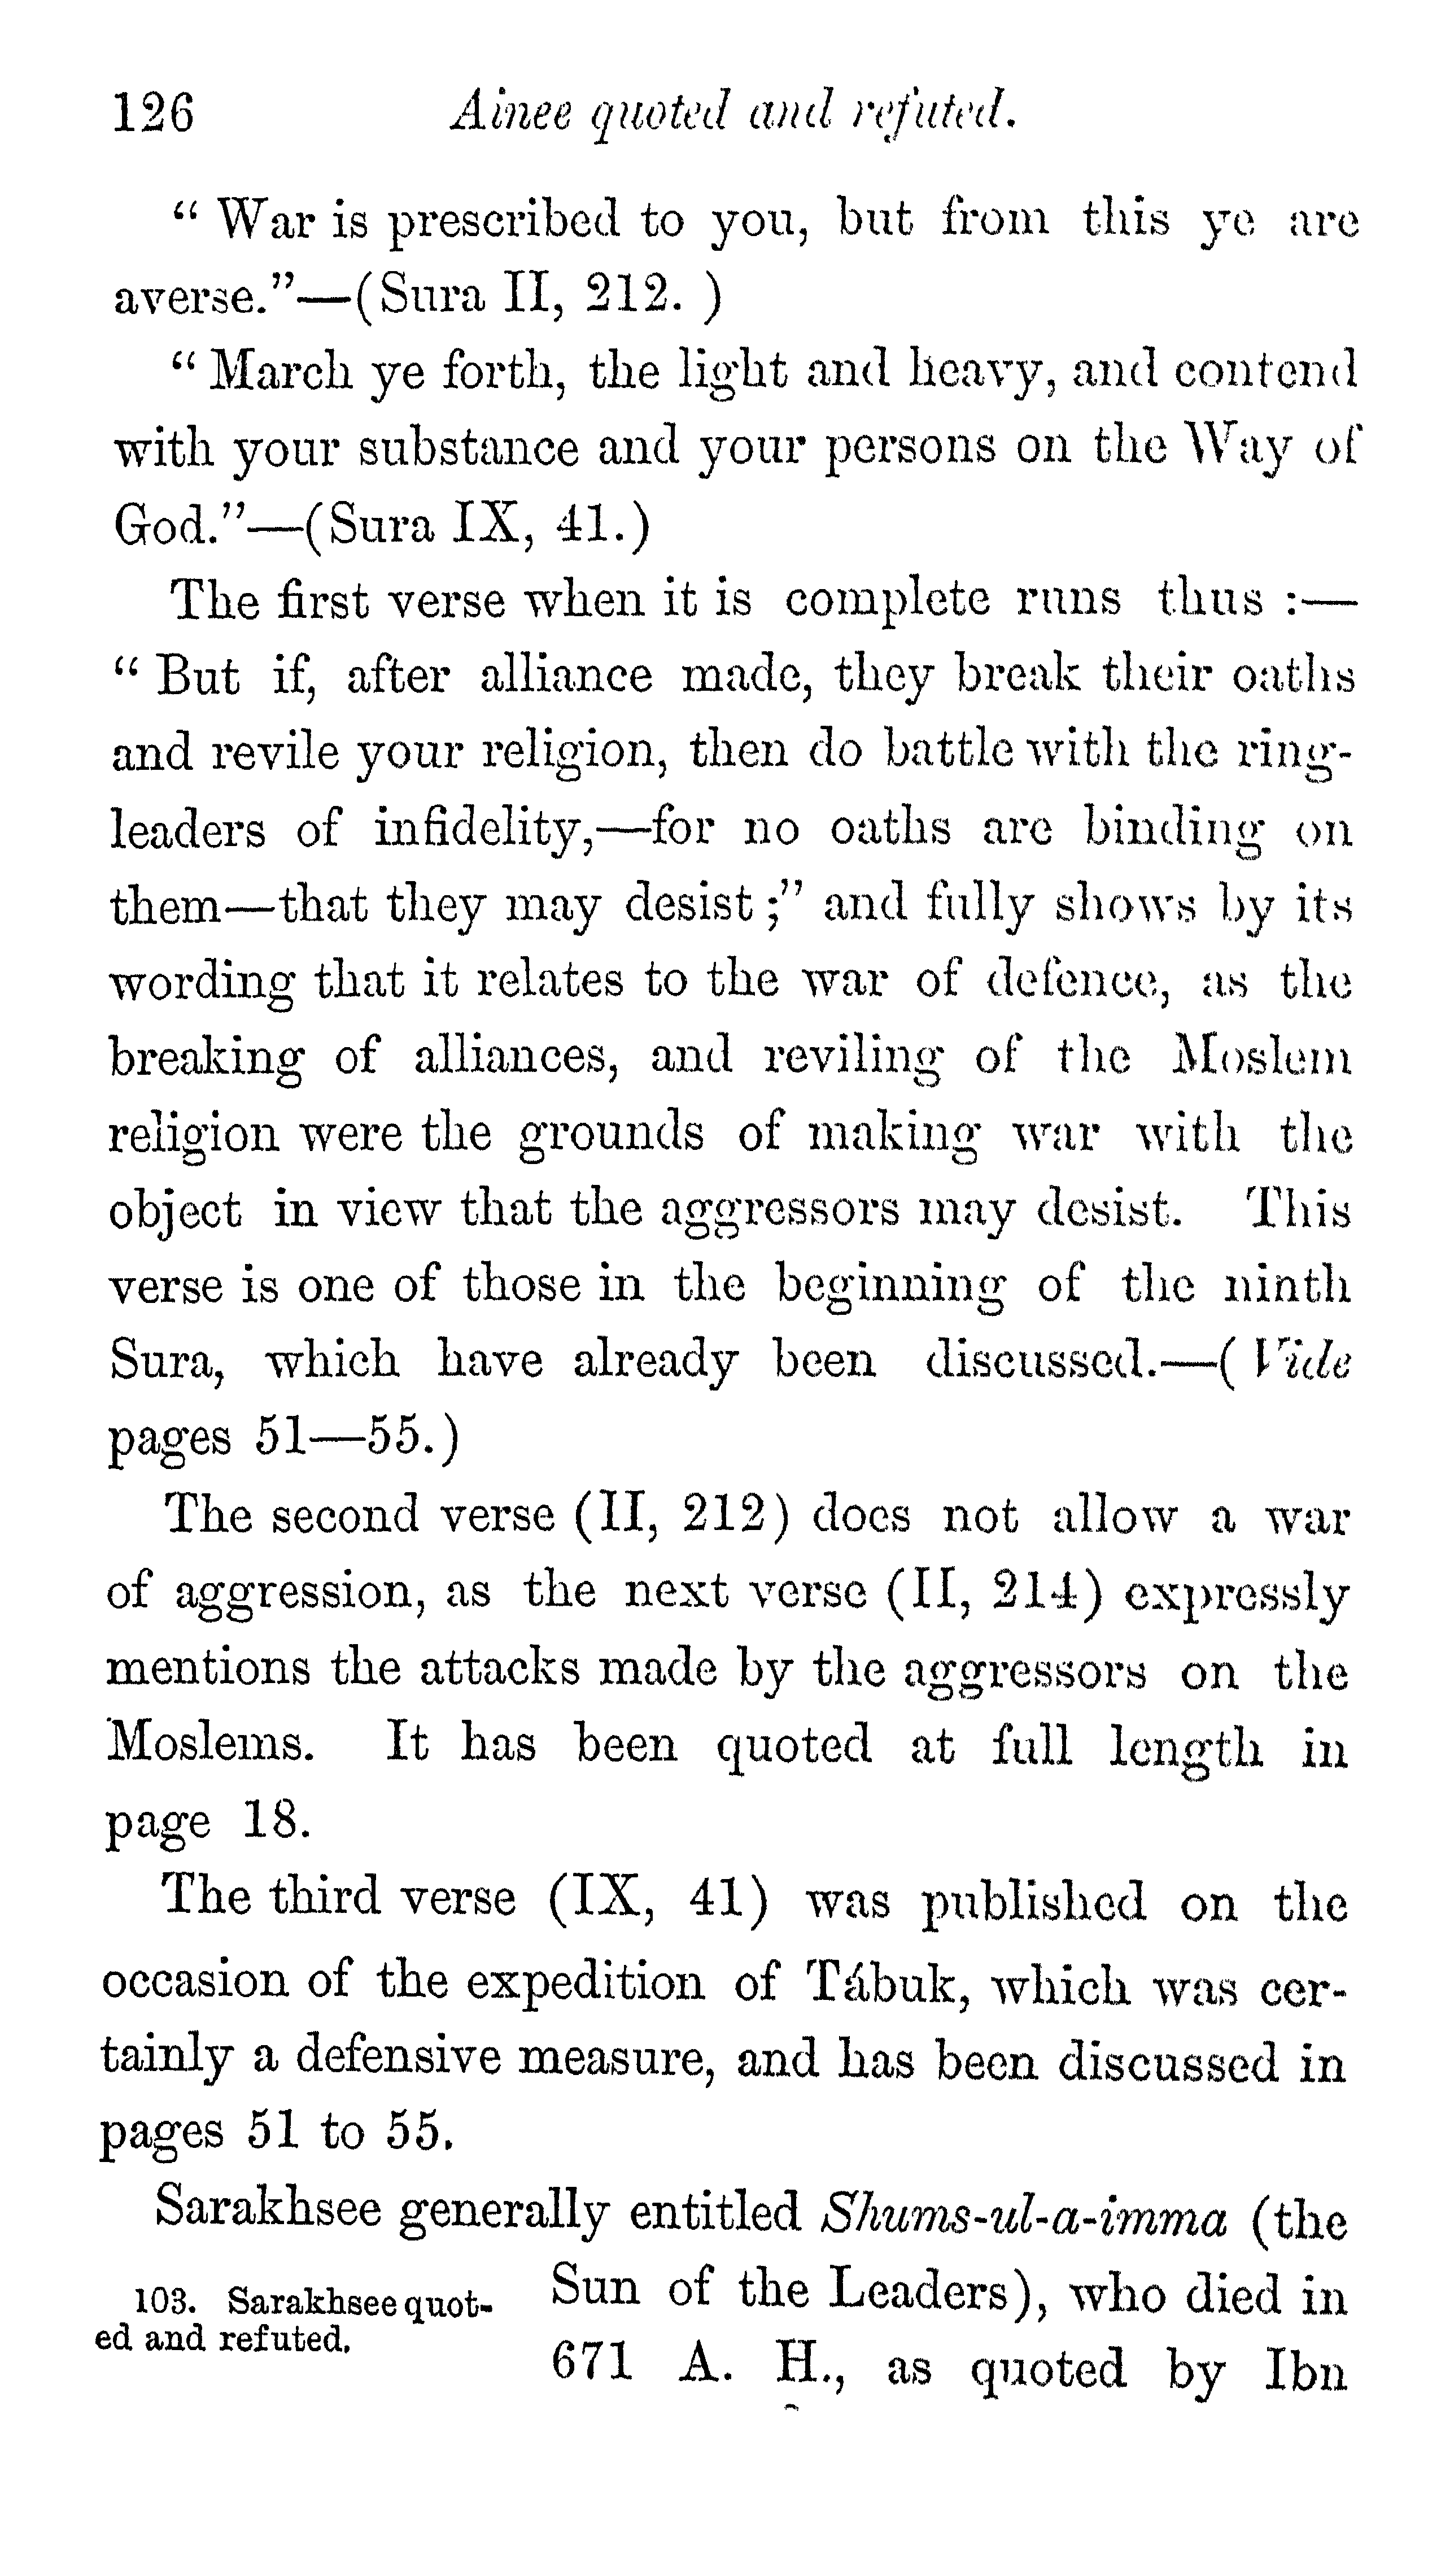 126 Ainee quoted and refuted.
“ War is prescribed to you, but from this ye are
averse.”—(Sura II, 212. )
“ March ye forth, the light and heavy, and contend
with your substance and your persons on the Way of
God.”—(Sura IX, 41.)
The first verse when it is complete runs thus :—
“ But if, after alliance made, they break their oaths
and revile your religion, then do battle with the ring-
leaders of infidelity,—for no oaths are binding on
them—that they may desist ;” and fully shows by its
wording that it relates to the war of defence, as the
breaking of alliances, and reviling of the Moslem
religion were the grounds of making war with the
object in view that the aggressors may desist. This
verse is one of those in the beginning of the ninth
Sura, which have already been discussed.—( Vide
pages 51—55.)
The second verse (II, 212) does not allow a war
of aggression, as the next verse (II, 214) expressly
mentions the attacks made by the aggressors on the
Moslems. It has been quoted at full length in
page 18.
The third verse (IX, 41) was published on the
occasion of the expedition of Tábuk, which was cer-
tainly a defensive measure, and has been discussed in
pages 51 to 55.
Sarakhsee generally entitled Shums-ul-a-imma (the
103. Sarakhsee quot-
ed and refuted.
Sun of the Leaders), who died in
671 A. H., as quoted by Ibn